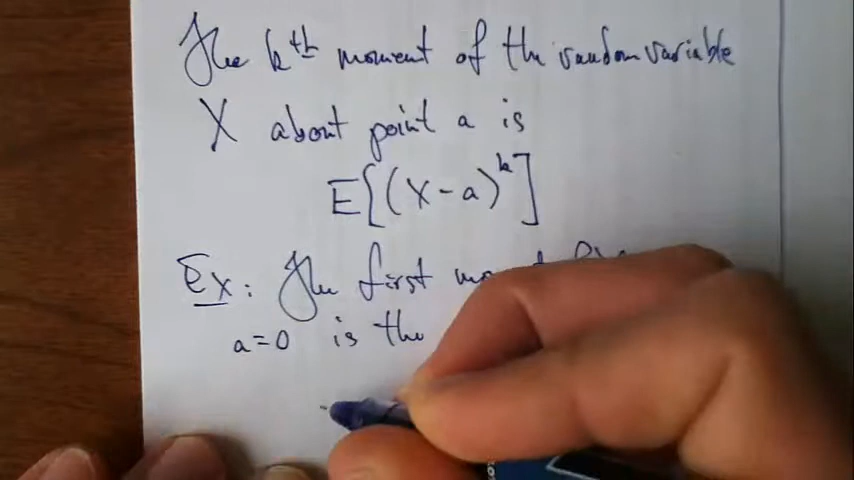 The kth moment of the random variable
X about point a is
E[(X-a)^k]
Ex: The first
a=0 is the